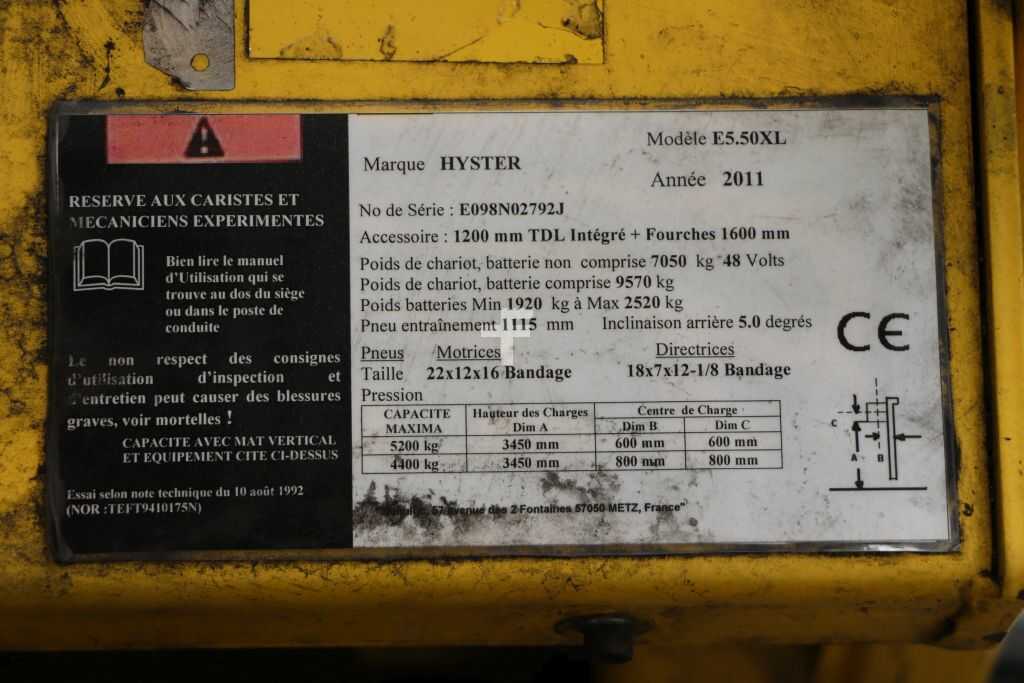 RESERVE AUX CARISTES ET
MECANICIENS EXPERIMENTES
Bien lire le manuel
d'Utilisation qui se
trouve au dos du siège
ou dans le poste de
conduite
Le non respect des consignes
d'utilisation d'inspection et
d'entretien peut causer des blessures
graves, voir mortelles !
CAPACITE AVEC MAT VERTICAL
ET EQUIPEMENT CITE CI-DESSUS
Essai selon note technique du 10 août 1992
(NOR :TEFT9410175N)
Modèle E5.50XL
Marque HYSTER
Année 2011
No de Série : E098N02792J
Accessoire : 1200 mm TDL Intégré + Fourches 1600 mm
Poids de chariot, batterie non comprise 7050 kg 48 Volts
Poids de chariot, batterie comprise 9570 kg
Poids batteries Min 1920 kg à Max 2520 kg
Pneu entraînement 1115 mm Inclinaison arrière 5.0 degrés
Pneus Motrices Directrices
Taille 22x12x16 Bandage 18x7x12-1/8 Bandage
Pression
CAPACITE MAXIMA Hauteur des Charges Dim A Centre de Charge Dim B Dim C
5200 kg 3450 mm 600 mm 600 mm
4400 kg 3450 mm 800 mm 800 mm
57 Avenue des 2 Fontaines 57050 METZ, France"
CE
C
A
B